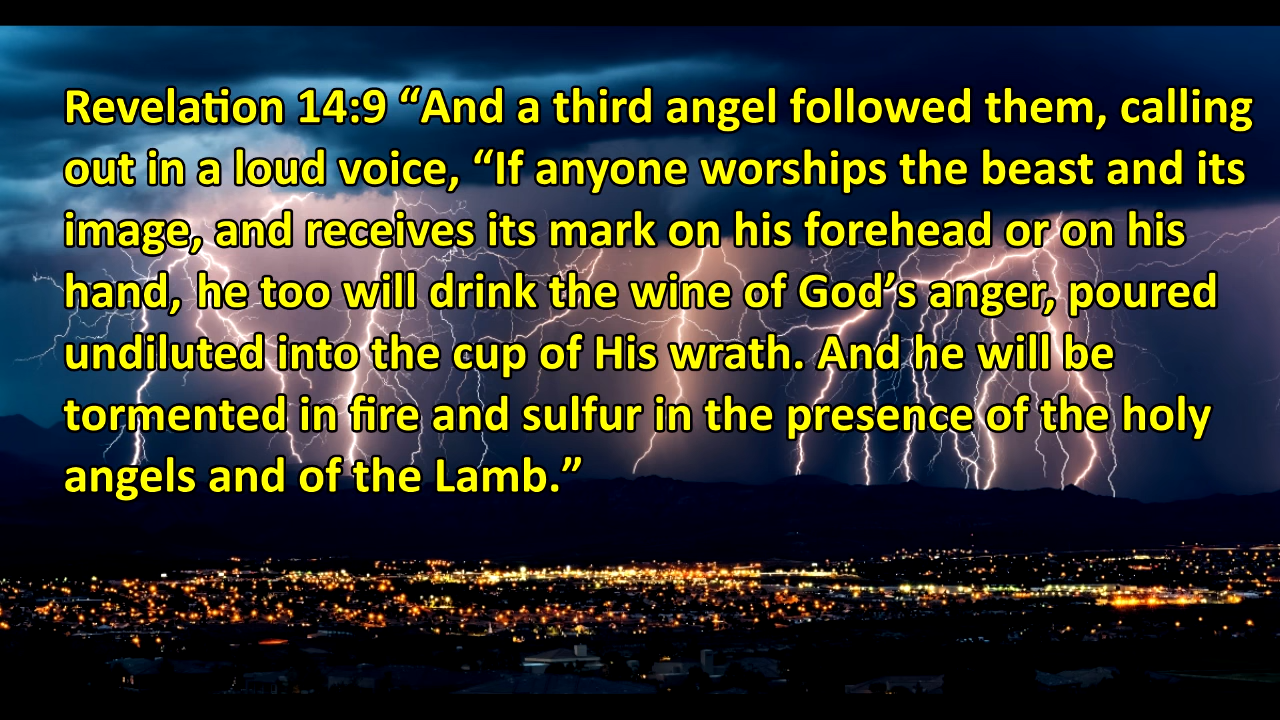 Revelation 14:9 “And a third angel followed them, calling
out in a loud voice, “If anyone worships the beast and its
image, and receives its mark on his forehead or on his
hand, he too will drink the wine of God’s anger, poured
undiluted into the cup of His wrath. And he will be
tormented in fire and sulfur in the presence of the holy
angels and of the Lamb.”